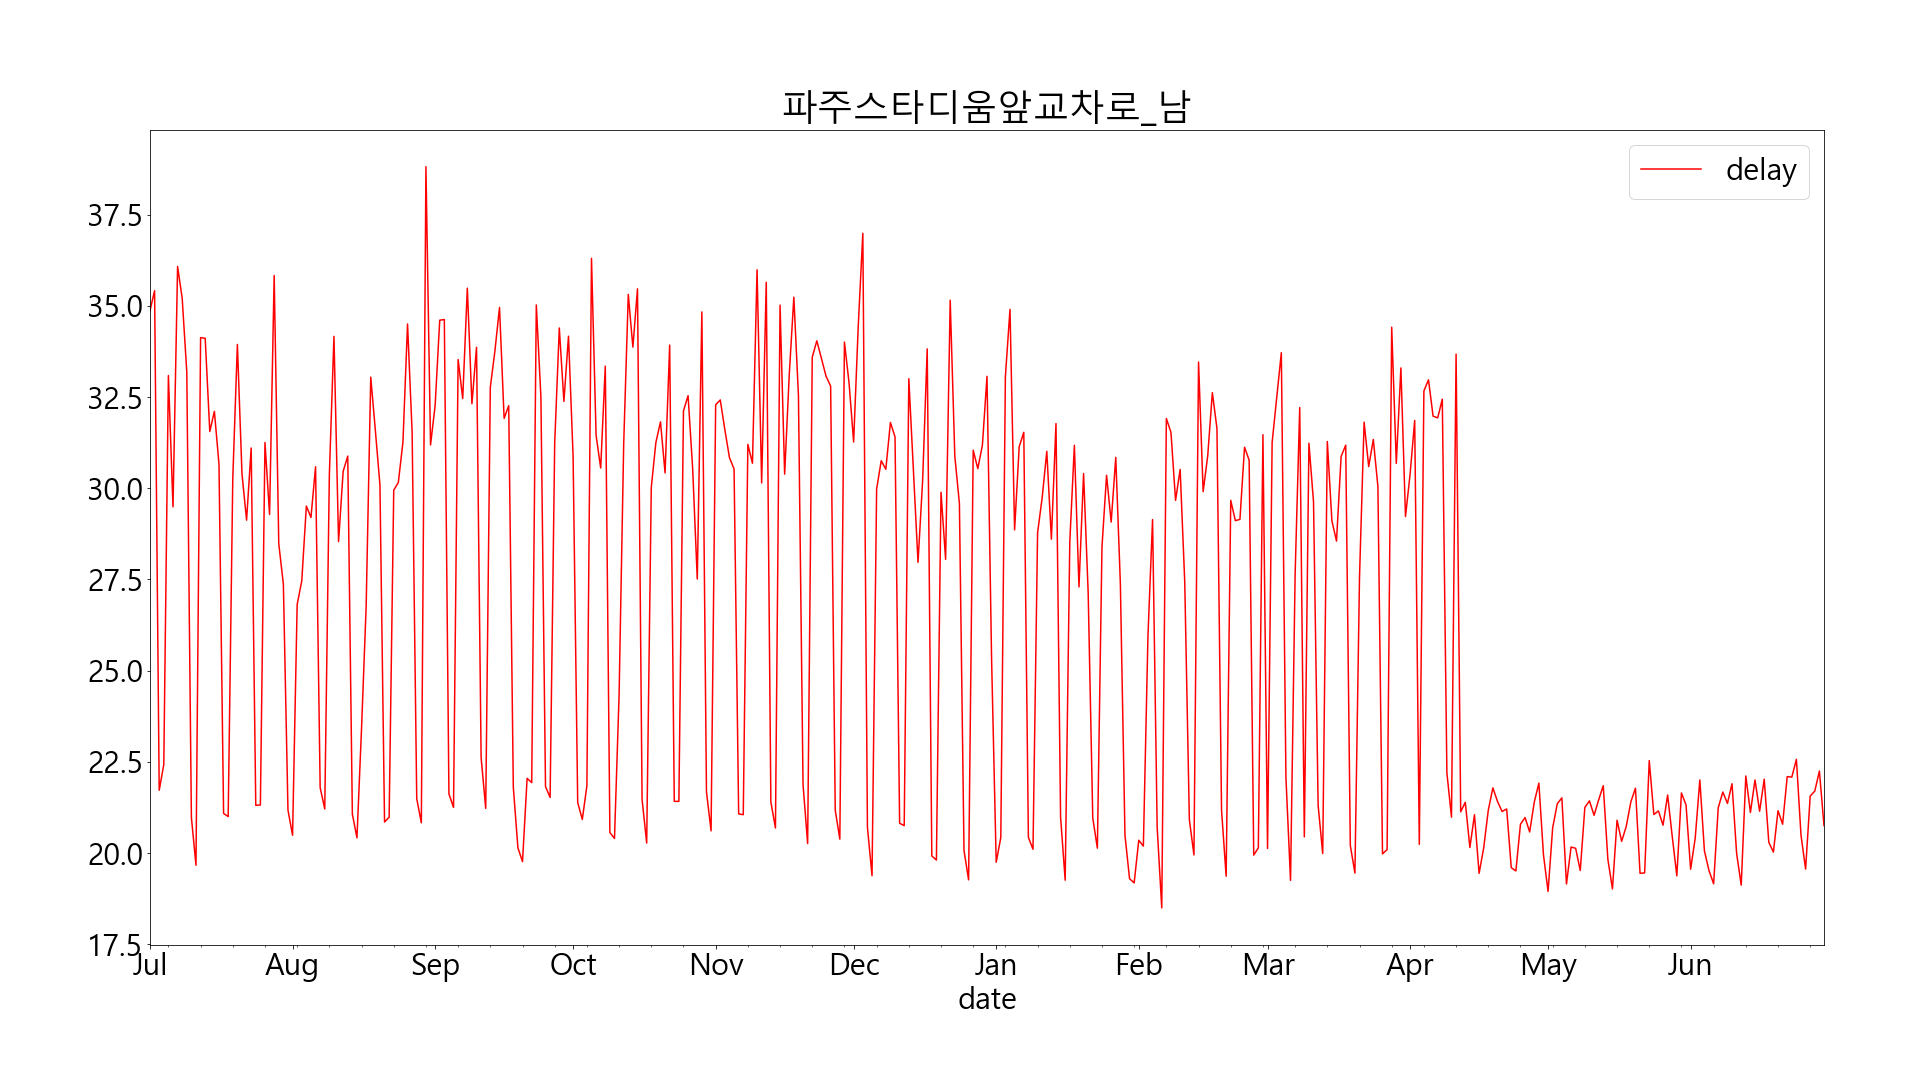 파주스타디움앞교차로_남
delay
37.5
35.0
32.5
30.0
27.5
25.0
22.5
20.0
17.5
Jul Aug Sep Oct Nov Dec Jan Feb Mar Apr May Jun
date